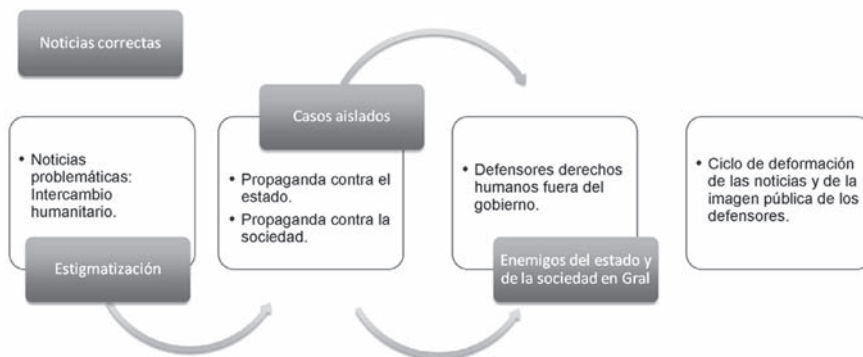 Noticias correctas
• Noticias
problemáticas:
Intercambio
humanitario.
Estigmatización
Casos aislados
• Propaganda contra el
estado.
• Propaganda contra la
sociedad.
• Defensores derechos
humanos fuera del
gobierno.
Enemigos del estado y
de la sociedad en Gral
• Ciclo de deformación
de las noticias y de la
imagen pública de los
defensores.